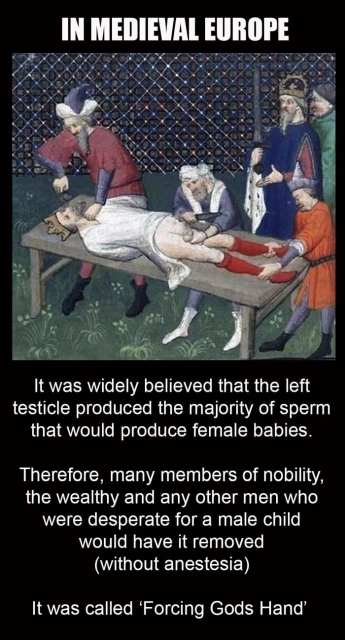 IN MEDIEVAL EUROPE
It was widely believed that the left
testicle produced the majority of sperm
that would produce female babies.
Therefore, many members of nobility,
the wealthy and any other men who
were desperate for a male child
would have it removed
(without anestesia)
It was called ‘Forcing Gods Hand’